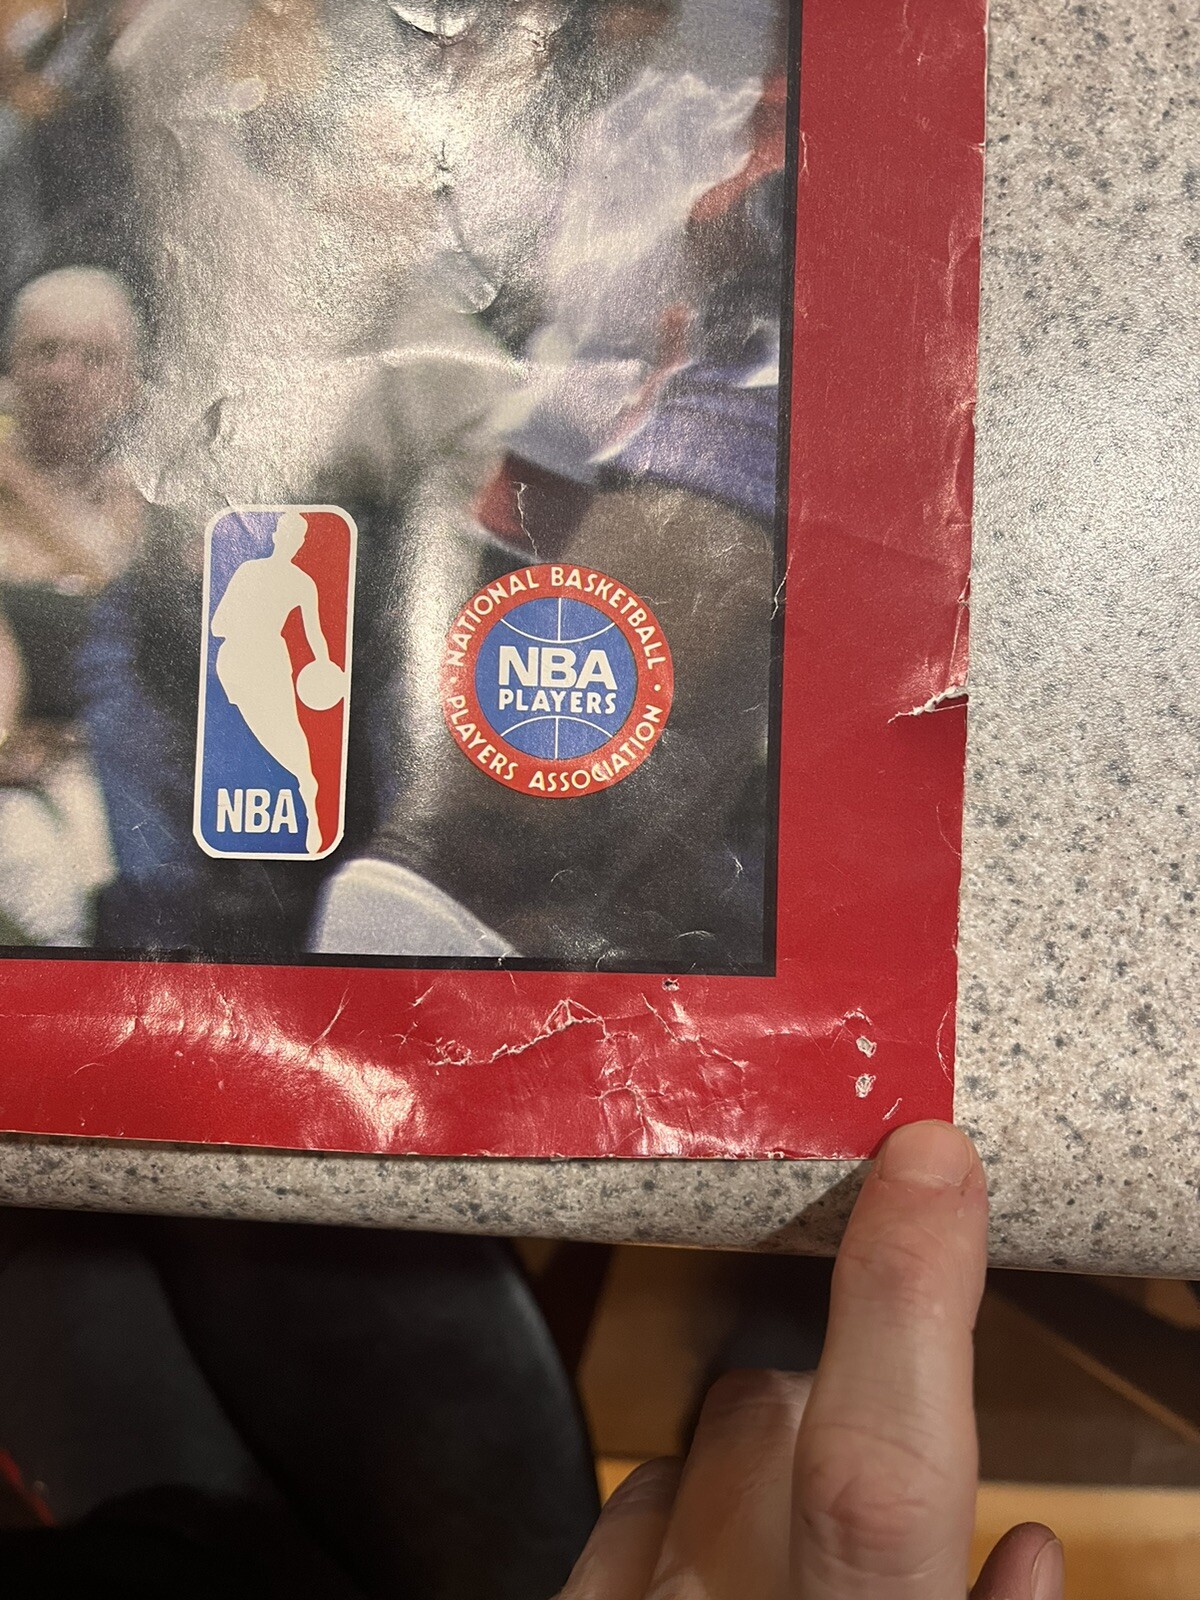 NBA
NATIONAL BASKETBALL
NBA
PLAYERS
PLAYERS ASSOCIATION